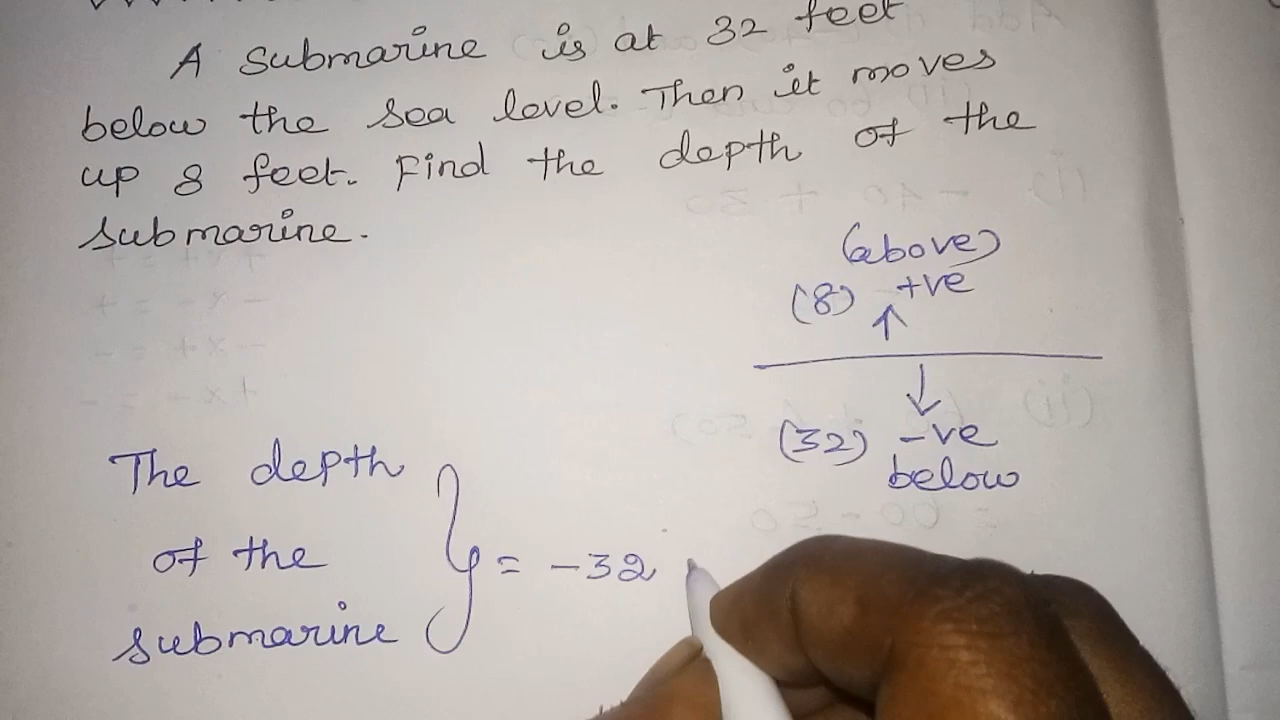 A submarine is at 32 feet
below the sea level. Then it moves
up 8 feet. Find the depth of the
submarine.
(above)
(8) +ve
↑
↓
(32) -ve
below
The depth
of the
submarine } = -32